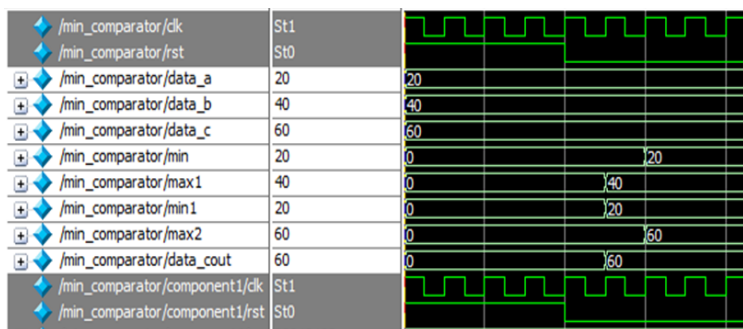 /min_comparator/clk St1
/min_comparator/rst St0
/min_comparator/data_a 20 20
/min_comparator/data_b 40 40
/min_comparator/data_c 60 60
/min_comparator/min 20 0 20
/min_comparator/max1 40 0 40
/min_comparator/min1 20 0 20
/min_comparator/max2 60 0 60
/min_comparator/data_cout 60 0 60
/min_comparator/component1/clk St1
/min_comparator/component1/rst St0